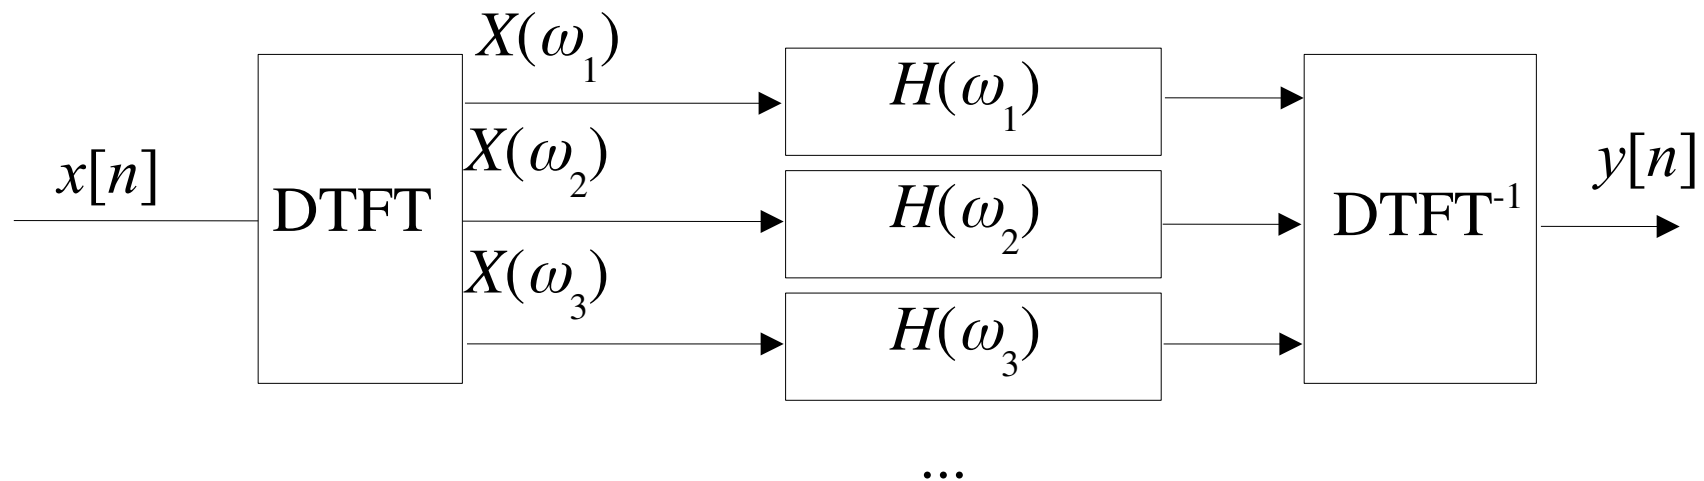 X(ω₁)
H(ω₁)
x[n]
X(ω₂)
y[n]
DTFT
H(ω₂)
DTFT⁻¹
X(ω₃)
H(ω₃)
...